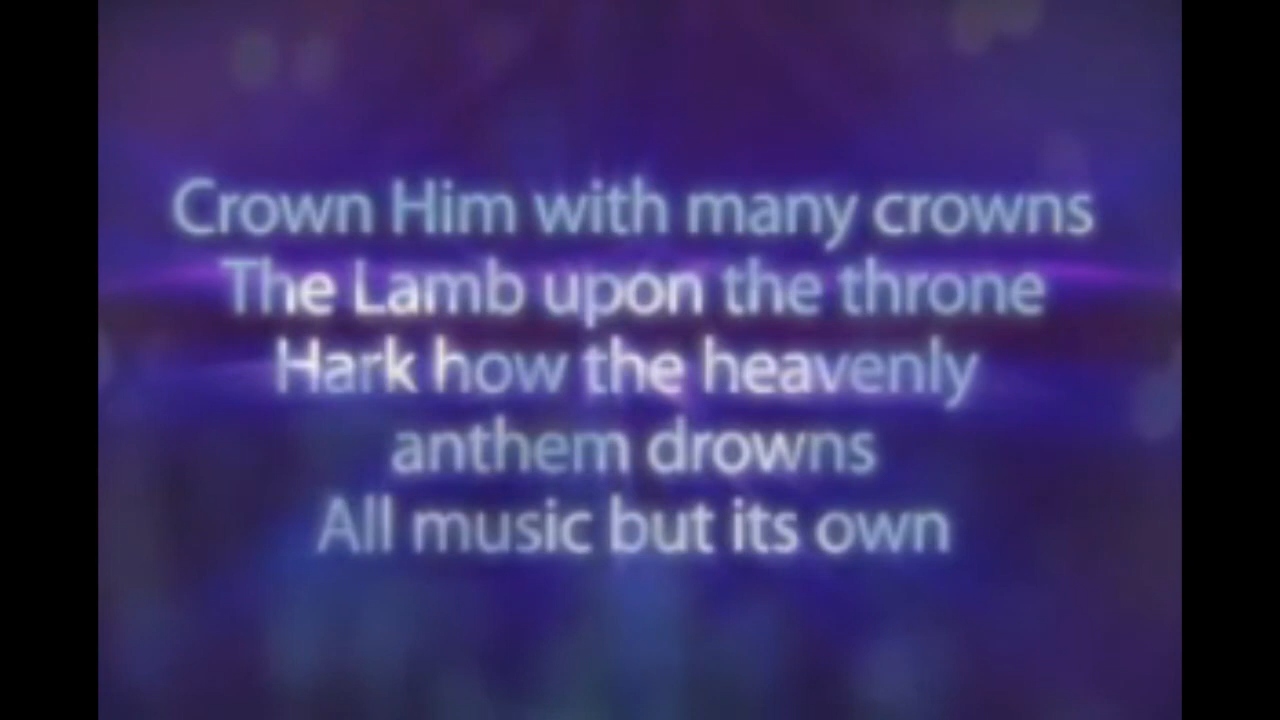 Crown Him with many crowns
The Lamb upon the throne
Hark how the heavenly
anthem drowns
All music but its own